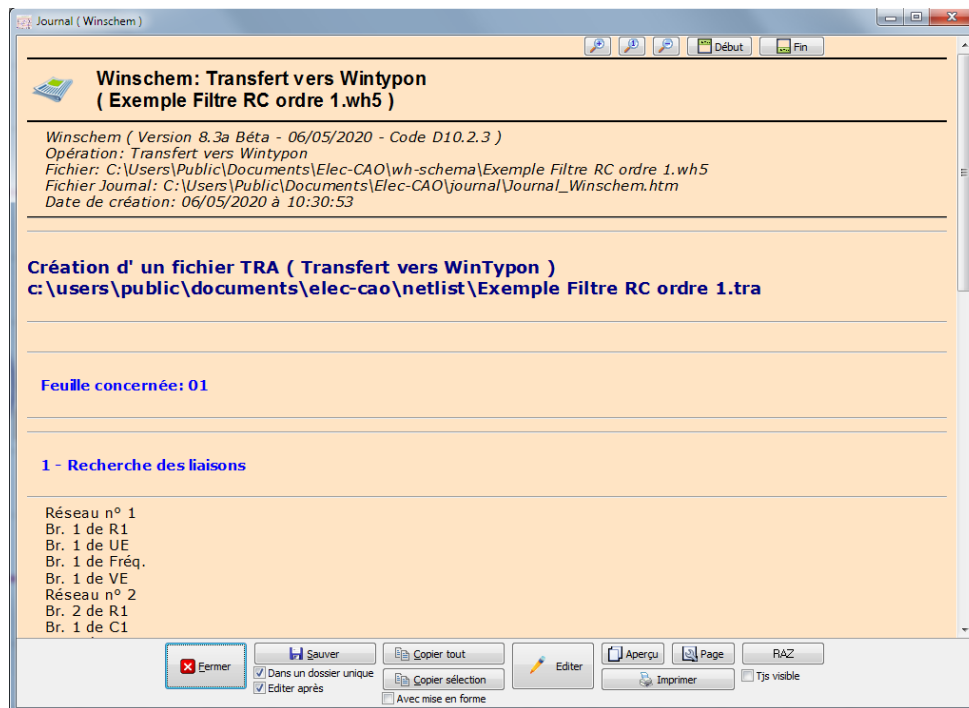 Journal ( Winschem )
Début
Fin
Winschem: Transfert vers Wintypon
( Exemple Filtre RC ordre 1.wh5 )
Winschem ( Version 8.3a Béta - 06/05/2020 - Code D10.2.3 )
Opération: Transfert vers Wintypon
Fichier: C:\Users\Public\Documents\Elec-CAO\wh-schema\Exemple Filtre RC ordre 1.wh5
Fichier Journal: C:\Users\Public\Documents\Elec-CAO\journal\Journal_Winschem.htm
Date de création: 06/05/2020 à 10:30:53
Création d' un fichier TRA ( Transfert vers WinTypon )
c:\users\public\documents\elec-cao\netlist\Exemple Filtre RC ordre 1.tra
Feuille concernée: 01
1 - Recherche des liaisons
Réseau n° 1
Br. 1 de R1
Br. 1 de UE
Br. 1 de Fréq.
Br. 1 de VE
Réseau n° 2
Br. 2 de R1
Br. 1 de C1
Fermer
Sauver
Dans un dossier unique
Editer après
Copier tout
Copier sélection
Avec mise en forme
Editer
Aperçu
Page
Imprimer
RAZ
Tjs visible